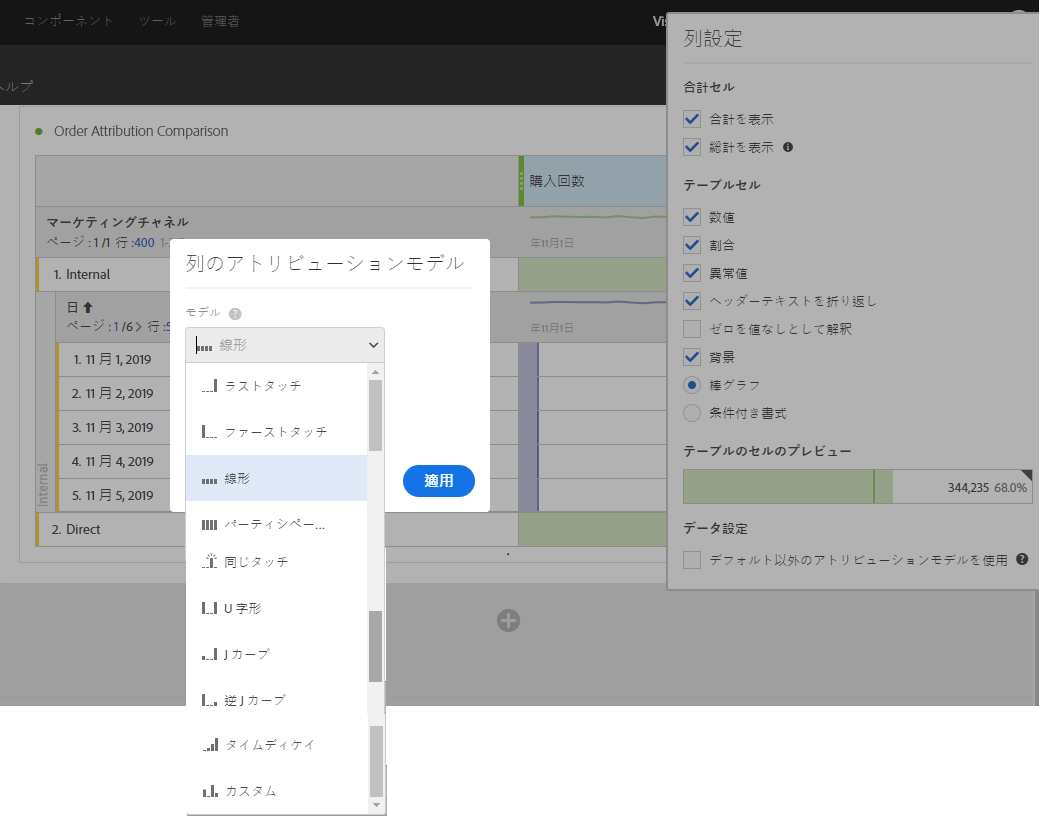 コンポーネント ツール 管理者
Vis
ヘルプ
Order Attribution Comparison
購入回数
マーケティングチャネル
ページ : 1 / 1 行 : 400 1-
年11月1日
1. Internal
日
ページ : 1 / 6 > 行 : 5
年11月1日
1. 11 月 1, 2019
2. 11 月 2, 2019
3. 11 月 3, 2019
4. 11 月 4, 2019
5. 11 月 5, 2019
Internal
2. Direct
列のアトリビューションモデル
モデル
線形
ラストタッチ
ファーストタッチ
線形
パーティシペー...
同じタッチ
U 字形
J カーブ
逆 J カーブ
タイムディケイ
カスタム
適用
列設定
合計セル
合計を表示
総計を表示
テーブルセル
数値
割合
異常値
ヘッダーテキストを折り返し
ゼロを値なしとして解釈
背景
棒グラフ
条件付き書式
テーブルのセルのプレビュー
344,235 68.0%
データ設定
デフォルト以外のアトリビューションモデルを使用